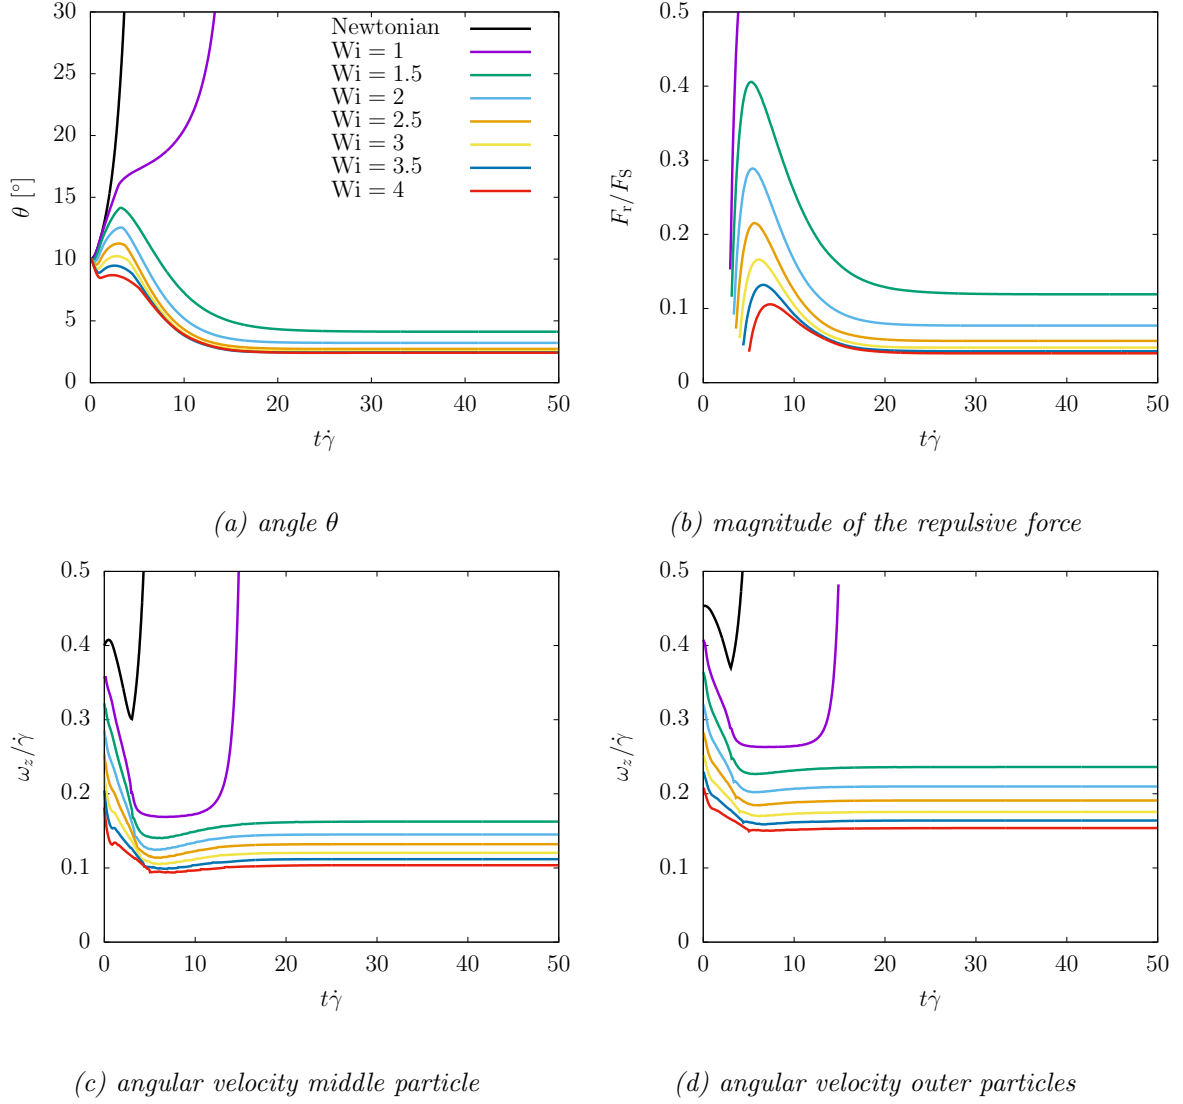 30
25
20
15
10
5
0
θ [°]
0 10 20 30 40 50
tγ̇
Newtonian
Wi = 1
Wi = 1.5
Wi = 2
Wi = 2.5
Wi = 3
Wi = 3.5
Wi = 4
(a) angle θ
0.5
0.4
0.3
0.2
0.1
0
F_r/F_S
0 10 20 30 40 50
tγ̇
(b) magnitude of the repulsive force
0.5
0.4
0.3
0.2
0.1
0
ω_z/γ̇
0 10 20 30 40 50
tγ̇
(c) angular velocity middle particle
0.5
0.4
0.3
0.2
0.1
0
ω_z/γ̇
0 10 20 30 40 50
tγ̇
(d) angular velocity outer particles